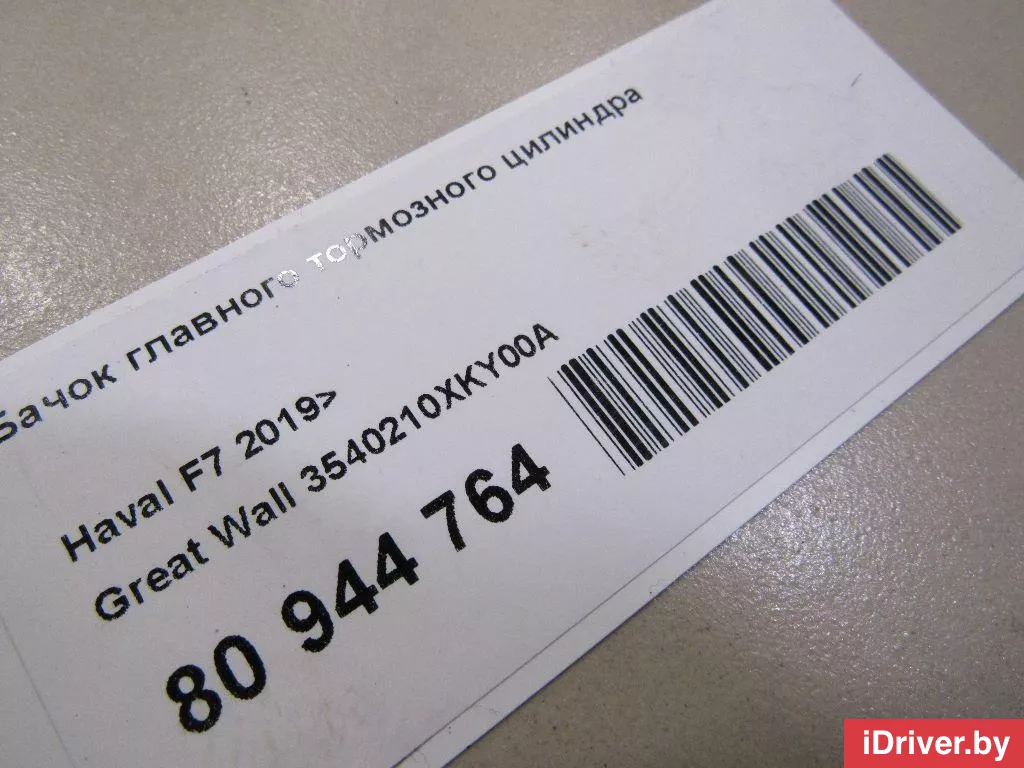 Бачок главного тормозного цилиндра
Haval F7 2019>
Great Wall 3540210XKY00A
80 944 764
iDriver.by